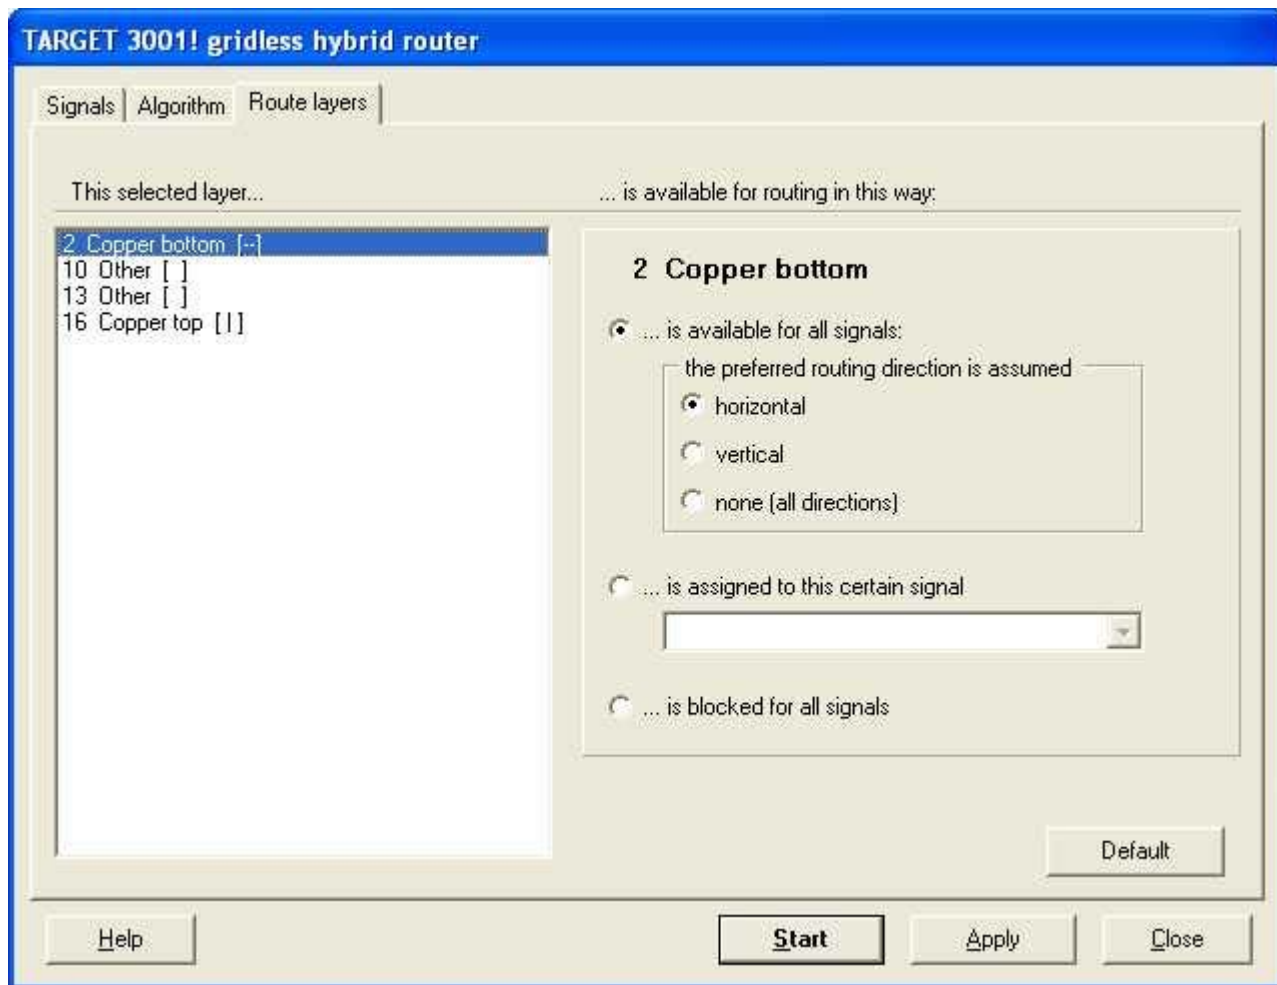 TARGET 3001! gridless hybrid router
Signals
Algorithm
Route layers
This selected layer...
... is available for routing in this way:
2 Copper bottom [--]
10 Other [ ]
13 Other [ ]
16 Copper top [ | ]
2 Copper bottom
... is available for all signals:
the preferred routing direction is assumed
horizontal
vertical
none (all directions)
... is assigned to this certain signal
... is blocked for all signals
Default
Help
Start
Apply
Close